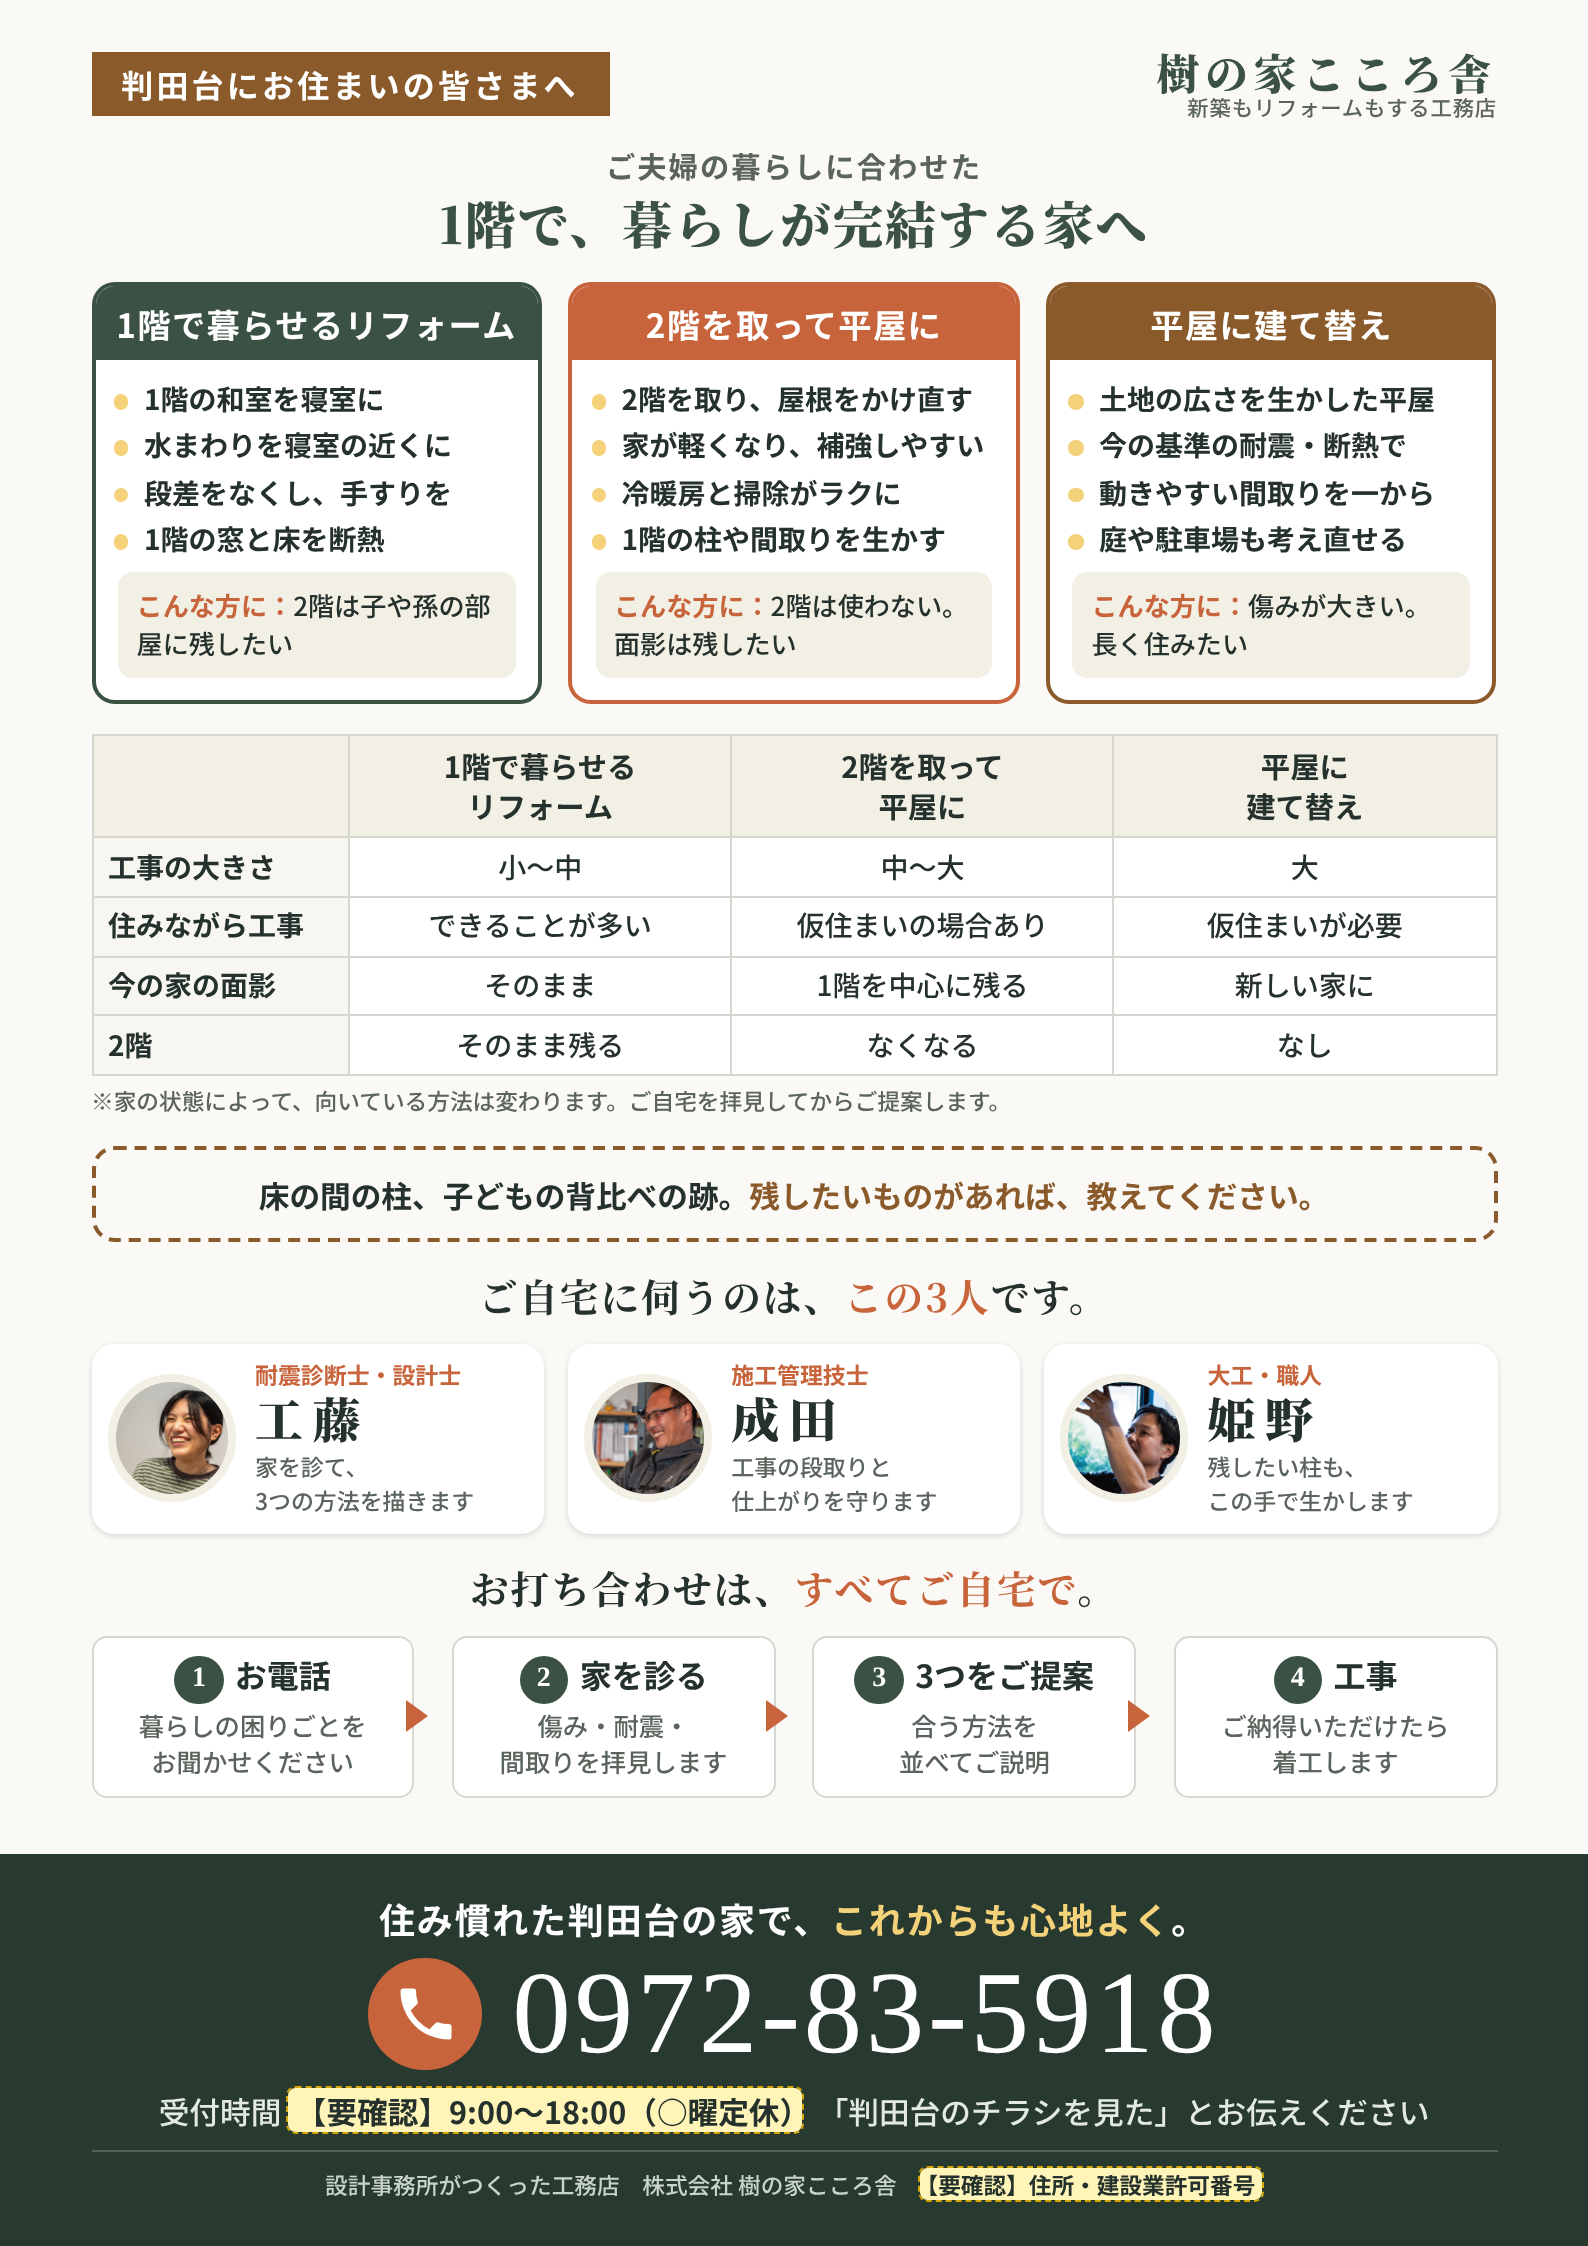 判田台にお住まいの皆さまへ
樹の家こころ舎
新築もリフォームもする工務店
ご夫婦の暮らしに合わせた
1階で、暮らしが完結する家へ
1階で暮らせるリフォーム
1階の和室を寝室に
水まわりを寝室の近くに
段差をなくし、手すりを
1階の窓と床を断熱
こんな方に：2階は子や孫の部
屋に残したい
2階を取って平屋に
2階を取り、屋根をかけ直す
家が軽くなり、補強しやすい
冷暖房と掃除がラクに
1階の柱や間取りを生かす
こんな方に：2階は使わない。
面影は残したい
平屋に建て替え
土地の広さを生かした平屋
今の基準の耐震・断熱で
動きやすい間取りを一から
庭や駐車場も考え直せる
こんな方に：傷みが大きい。
長く住みたい
1階で暮らせる
リフォーム
2階を取って
平屋に
平屋に
建て替え
工事の大きさ 小〜中 中〜大 大
住みながら工事 できることが多い 仮住まいの場合あり 仮住まいが必要
今の家の面影 そのまま 1階を中心に残る 新しい家に
2階 そのまま残る なくなる なし
※家の状態によって、向いている方法は変わります。ご自宅を拝見してからご提案します。
床の間の柱、子どもの背比べの跡。残したいものがあれば、教えてください。
ご自宅に伺うのは、この3人です。
耐震診断士・設計士
工藤
家を診て、
3つの方法を描きます
施工管理技士
成田
工事の段取りと
仕上がりを守ります
大工・職人
姫野
残したい柱も、
この手で生かします
お打ち合わせは、すべてご自宅で。
1 お電話
暮らしの困りごとを
お聞かせください
2 家を診る
傷み・耐震・
間取りを拝見します
3 3つをご提案
合う方法を
並べてご説明
4 工事
ご納得いただけたら
着工します
住み慣れた判田台の家で、これからも心地よく。
0972-83-5918
受付時間【要確認】9:00〜18:00（〇曜定休） 「判田台のチラシを見た」とお伝えください
設計事務所がつくった工務店 株式会社 樹の家こころ舎 【要確認】住所・建設業許可番号